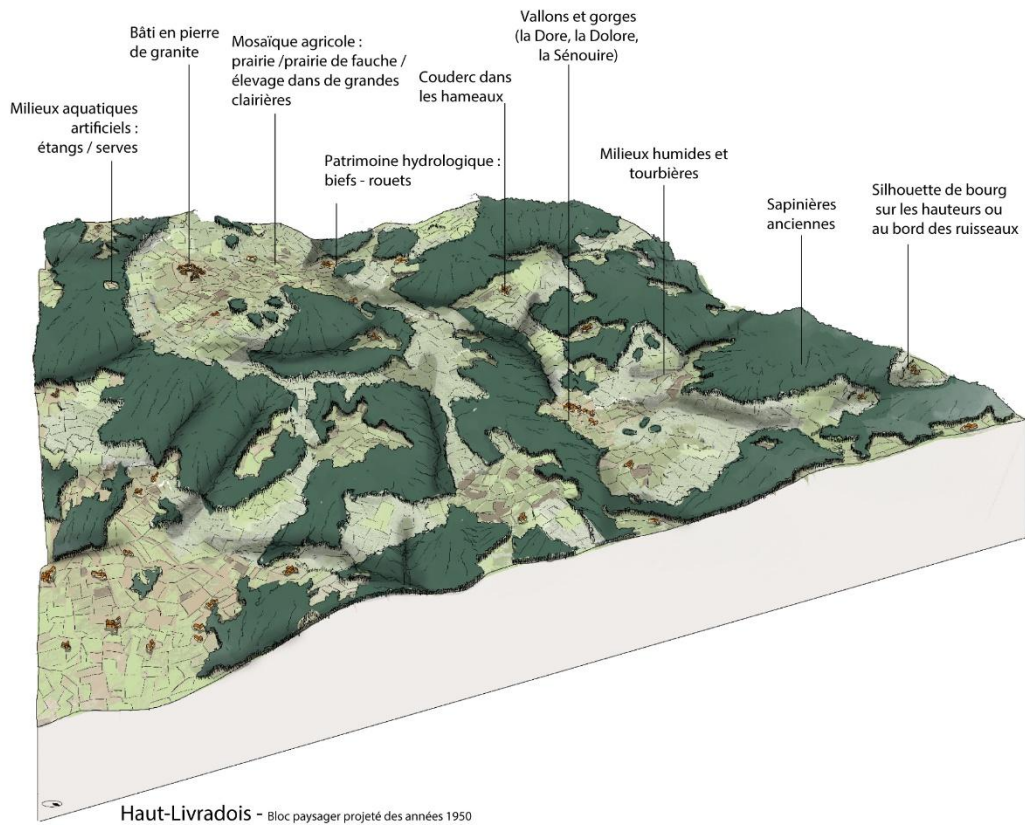 Vallons et gorges
(la Dore, la Dolore,
la Sénouire)
Bâti en pierre
de granite
Mosaïque agricole :
prairie /prairie de fauche /
élevage dans de grandes
clairières
Couderc dans
les hameaux
Milieux aquatiques
artificiels :
étangs / serves
Patrimoine hydrologique :
biefs - rouets
Milieux humides et
tourbières
Sapinières
anciennes
Silhouette de bourg
sur les hauteurs ou
au bord des ruisseaux
Haut-Livradois - Bloc paysager projeté des années 1950